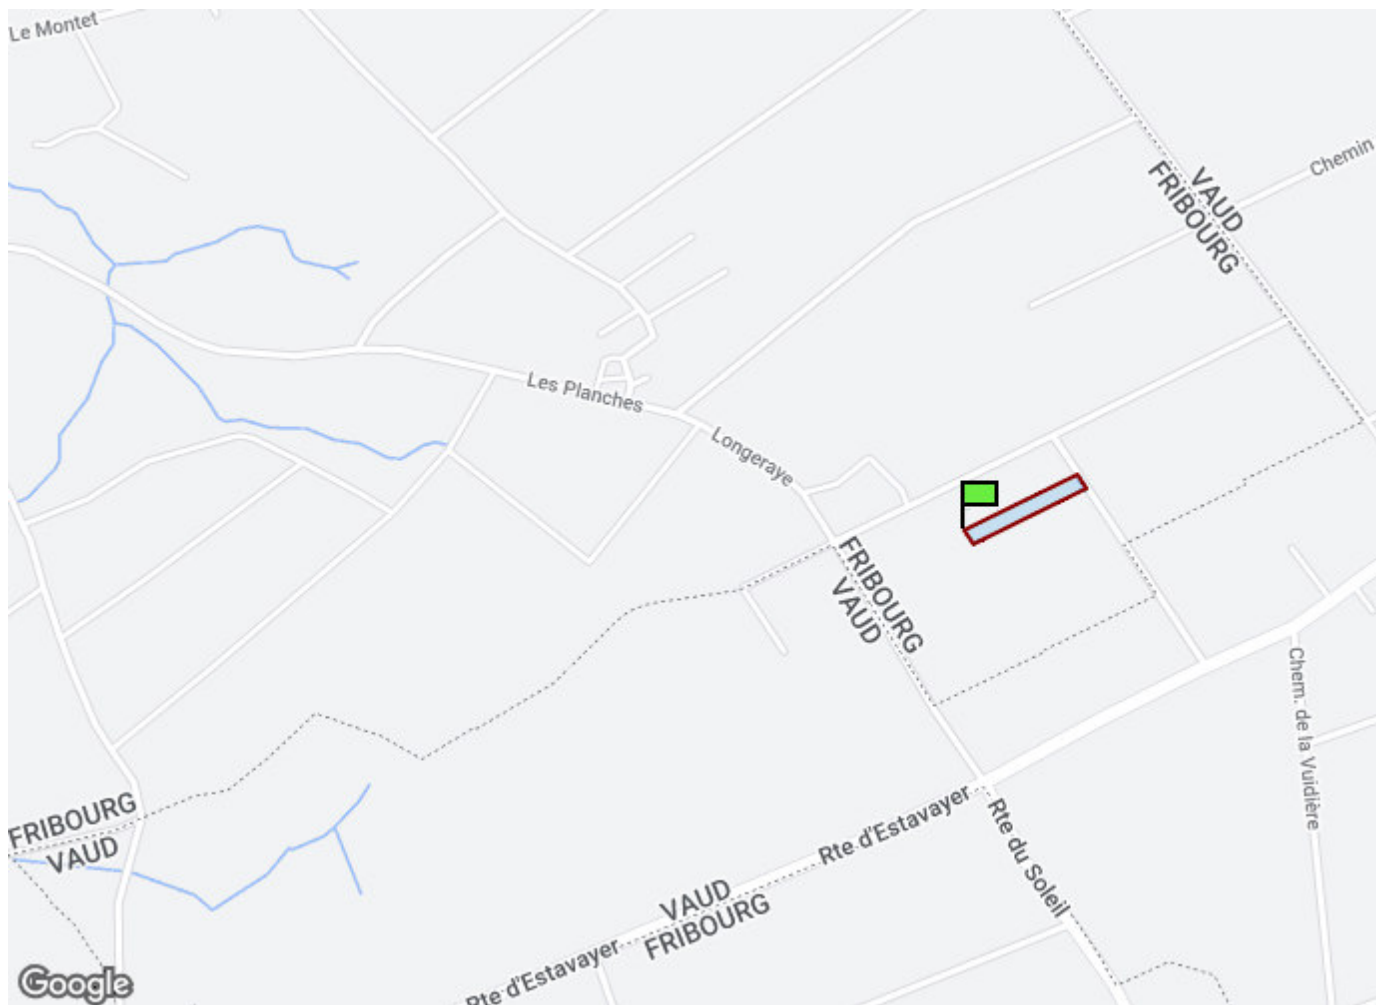 Le Montet
Chemin
VAUD
FRIBOURG
Les Planches
Longeraye
FRIBOURG
VAUD
Chem. de la Vuidière
FRIBOURG
VAUD
Rte d'Estavayer
Rte du Soleil
VAUD
FRIBOURG
Rte d'Estavayer
Google